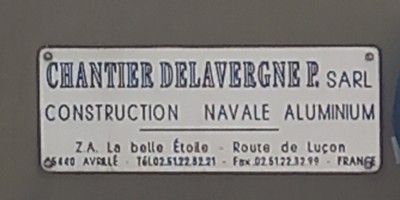 CHANTIER DELAVERGNE P. SARL
CONSTRUCTION NAVALE ALUMINIUM
Z.A. La belle Étoile - Route de Luçon
85440 AVRILLÉ - Tél.02.51.22.32.21 - Fax.02.51.22.32.99 - FRANCE